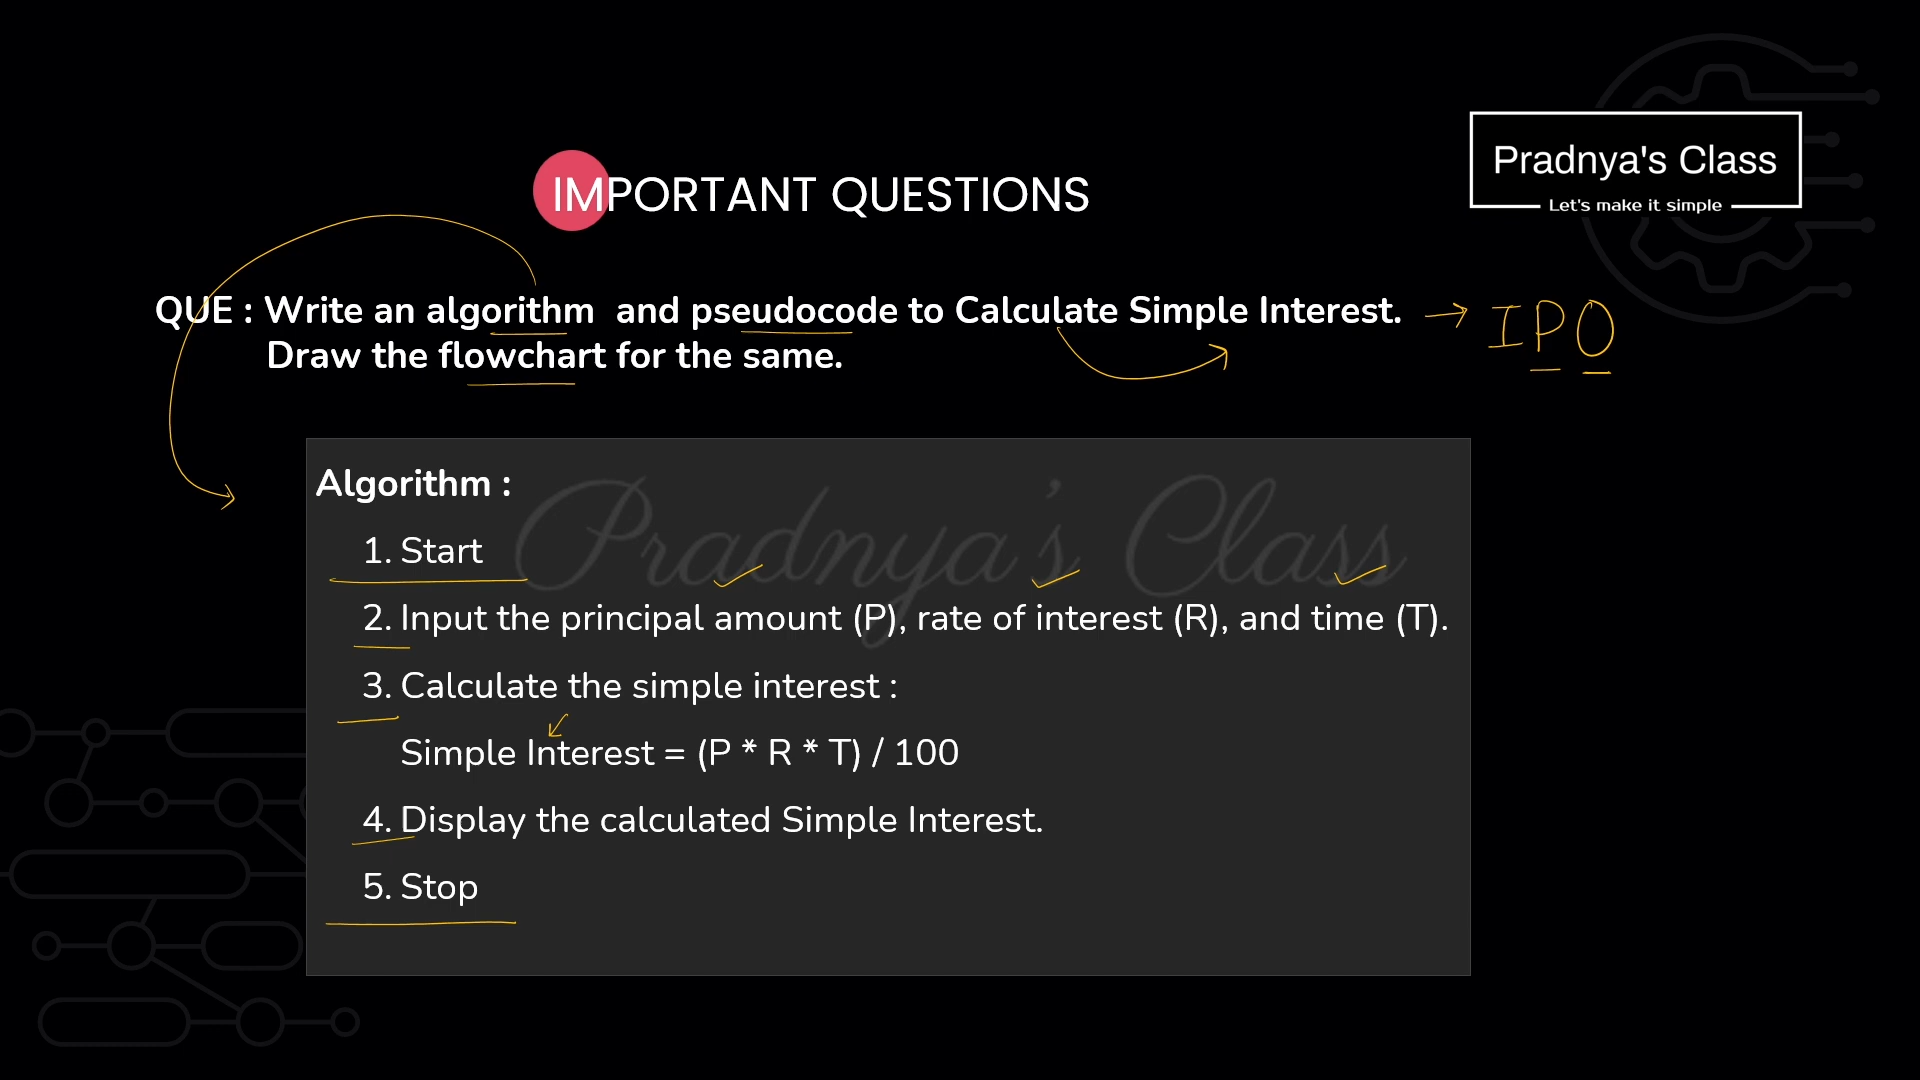 Pradnya's Class
Let's make it simple
IMPORTANT QUESTIONS
QUE : Write an algorithm and pseudocode to Calculate Simple Interest. → IPO
Draw the flowchart for the same.
Pradnya's Class
Algorithm :
1. Start
2. Input the principal amount (P), rate of interest (R), and time (T).
3. Calculate the simple interest :
Simple Interest = (P * R * T) / 100
4. Display the calculated Simple Interest.
5. Stop